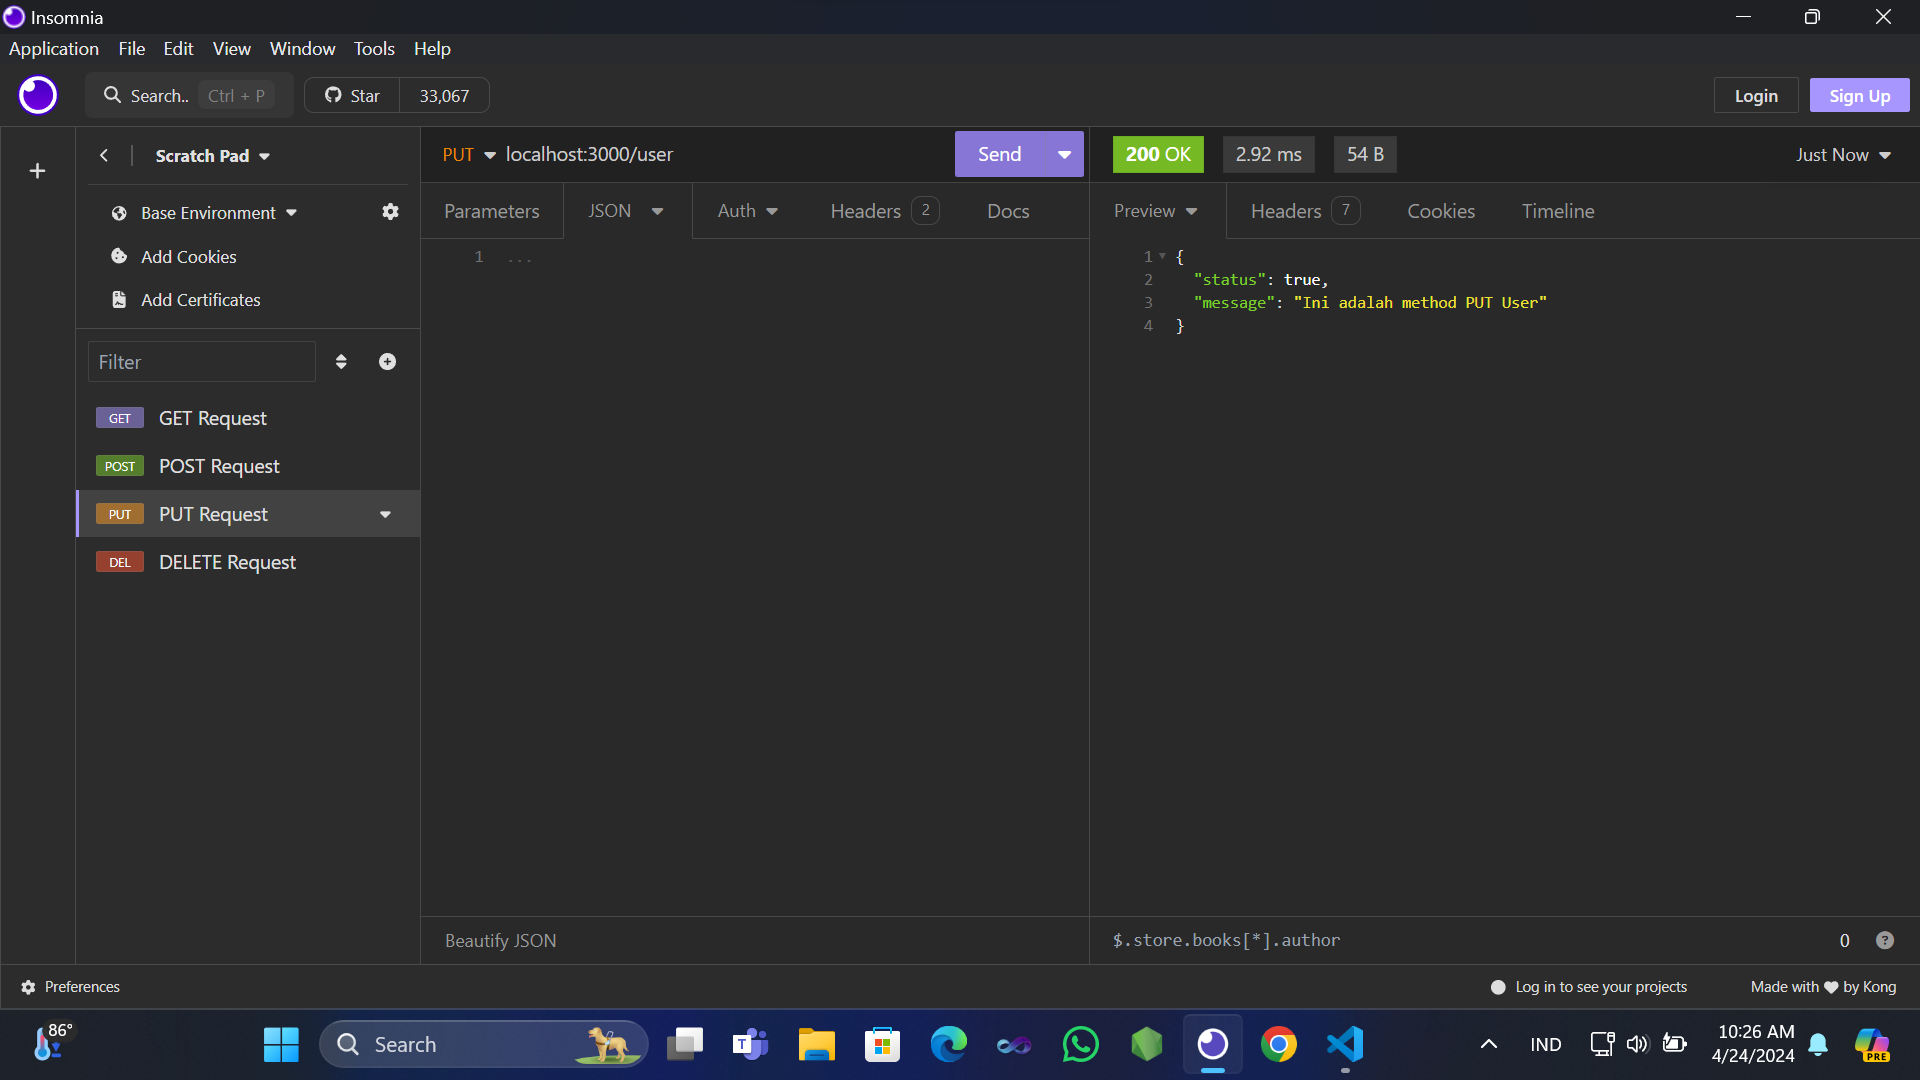 Insomnia
Application File Edit View Window Tools Help
Search.. Ctrl + P Star 33,067 Login Sign Up
Scratch Pad
Base Environment
Add Cookies
Add Certificates
Filter
GET GET Request
POST POST Request
PUT PUT Request
DEL DELETE Request
PUT localhost:3000/user Send
Parameters JSON Auth Headers 2 Docs
1 ...
Beautify JSON
200 OK 2.92 ms 54 B Just Now
Preview Headers 7 Cookies Timeline
1 {
2 "status": true,
3 "message": "Ini adalah method PUT User"
4 }
$.store.books[*].author 0 ?
Preferences Log in to see your projects Made with by Kong
86° Search IND 10:26 AM
4/24/2024
PRE